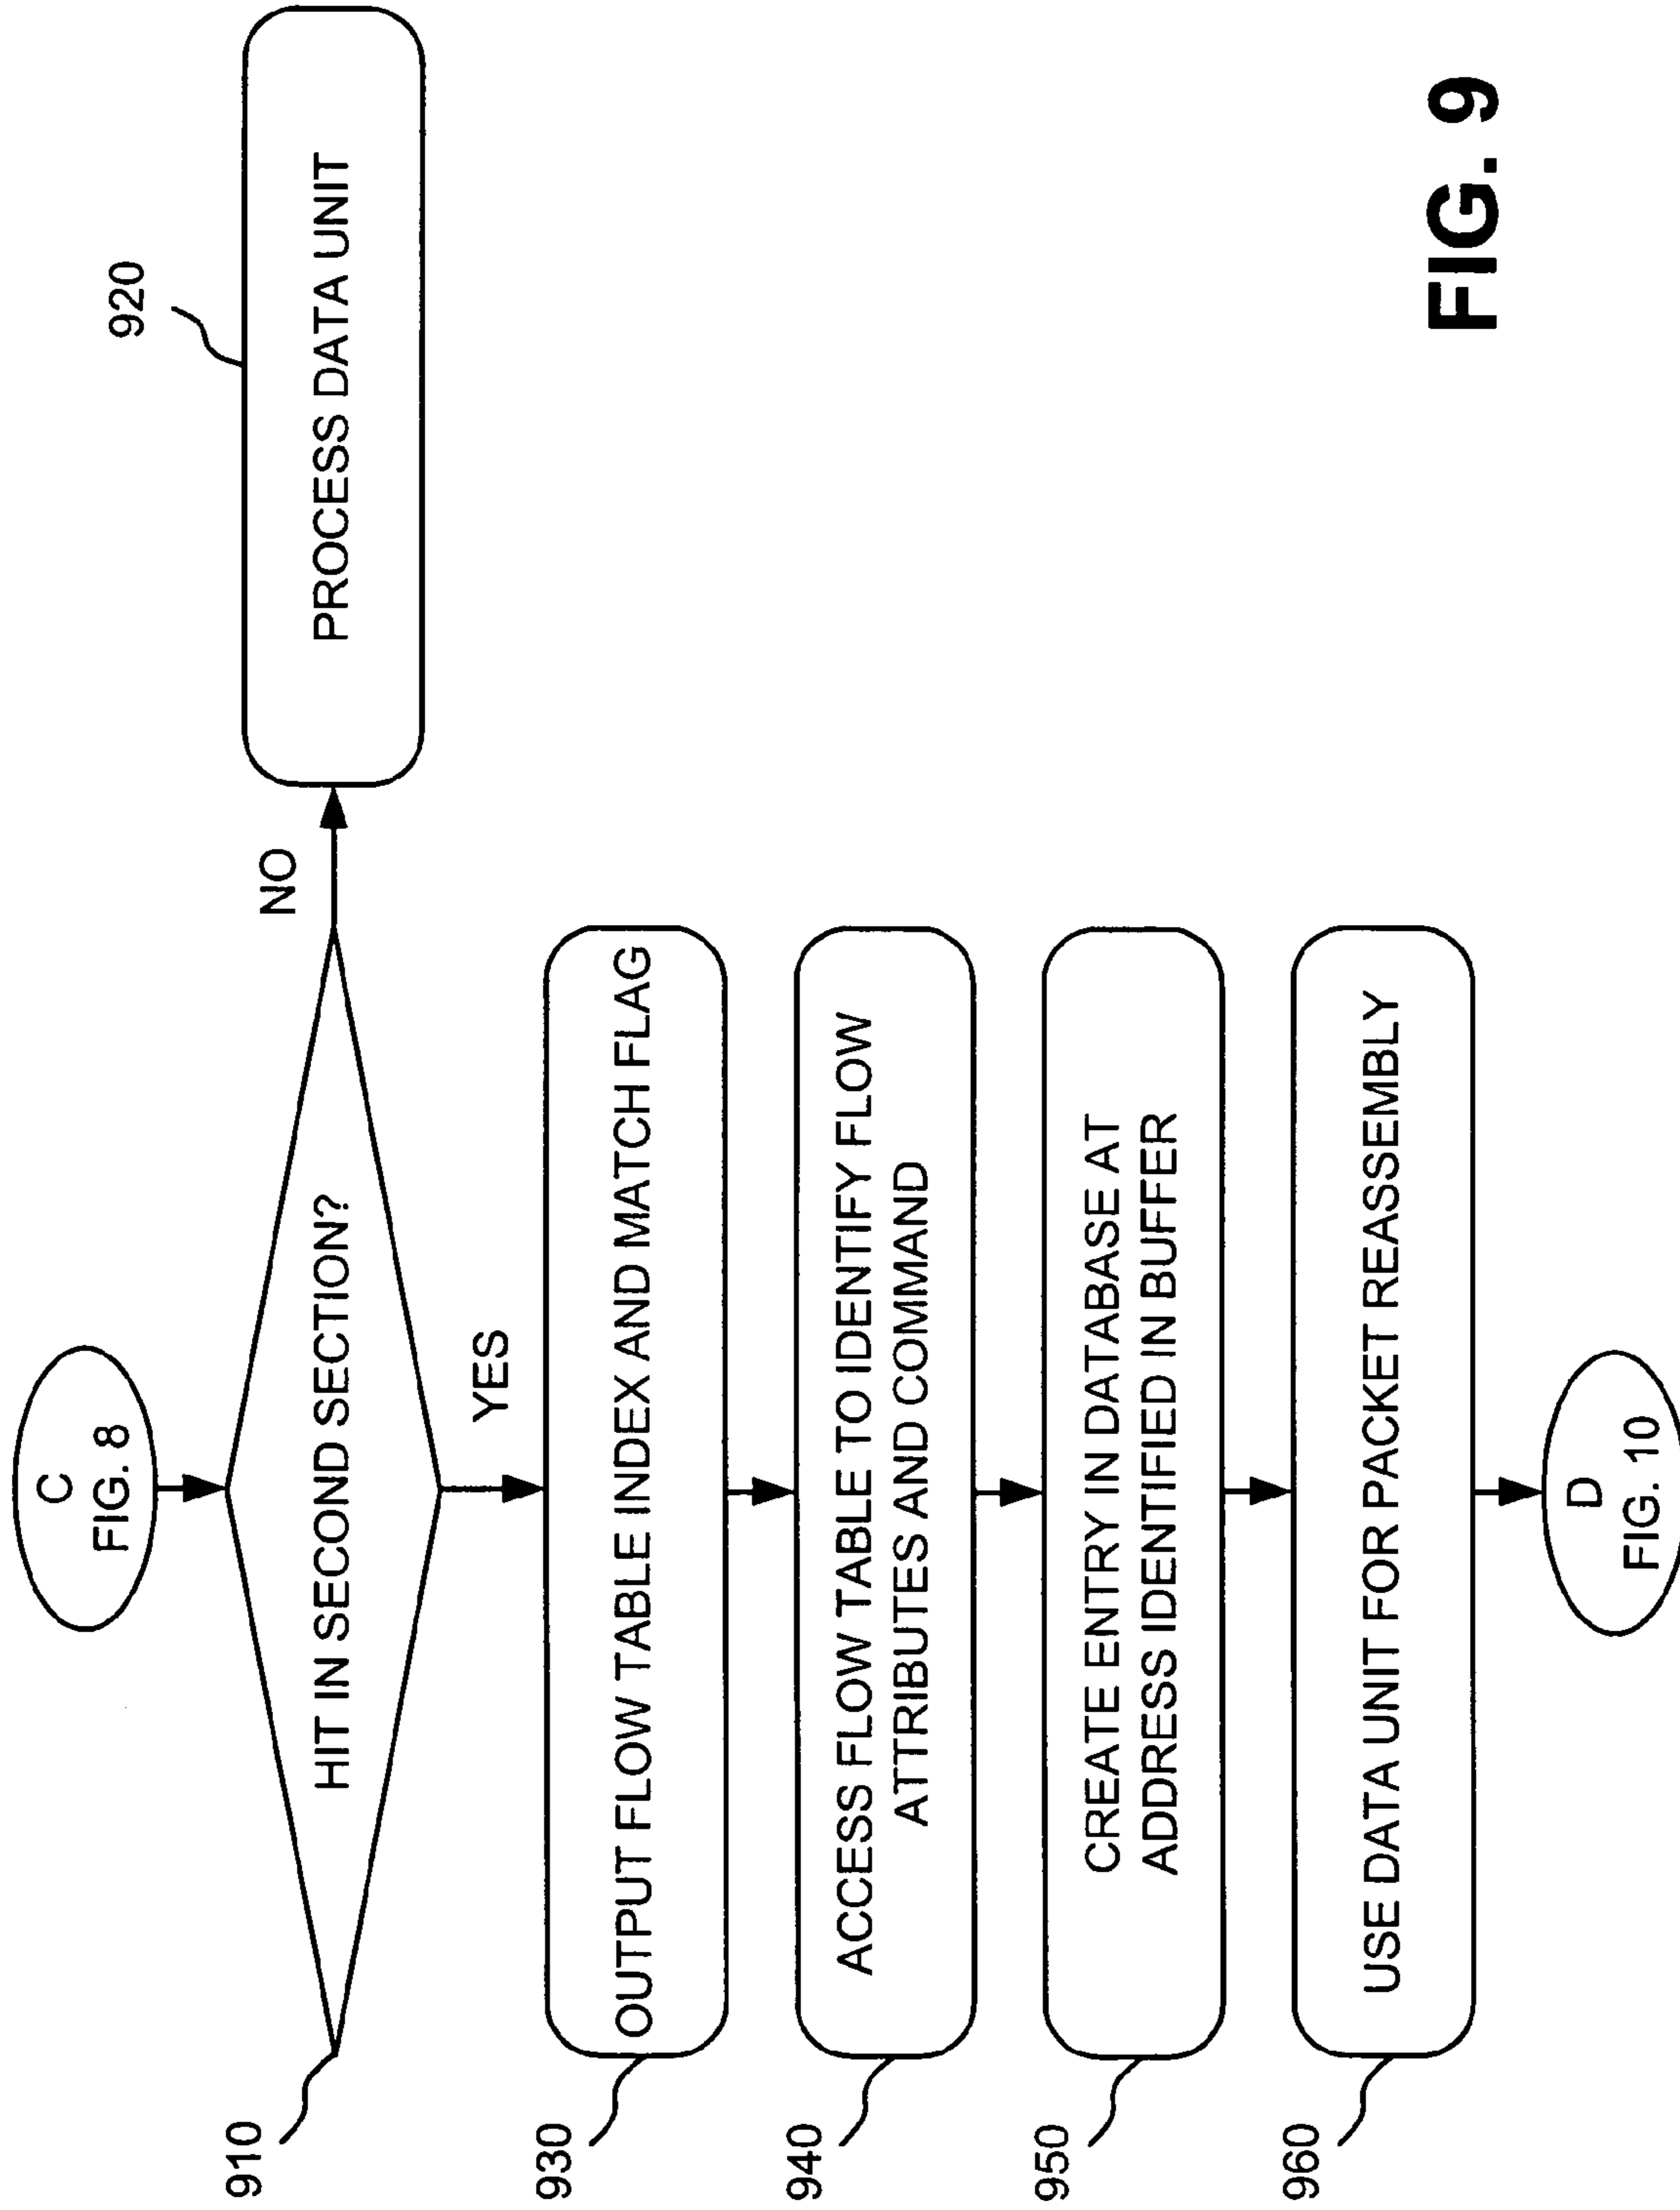 C
FIG. 8
910
HIT IN SECOND SECTION?
NO
920
PROCESS DATA UNIT
YES
930
OUTPUT FLOW TABLE INDEX AND MATCH FLAG
940
ACCESS FLOW TABLE TO IDENTIFY FLOW
ATTRIBUTES AND COMMAND
950
CREATE ENTRY IN DATABASE AT
ADDRESS IDENTIFIED IN BUFFER
960
USE DATA UNIT FOR PACKET REASSEMBLY
D
FIG. 10
FIG. 9